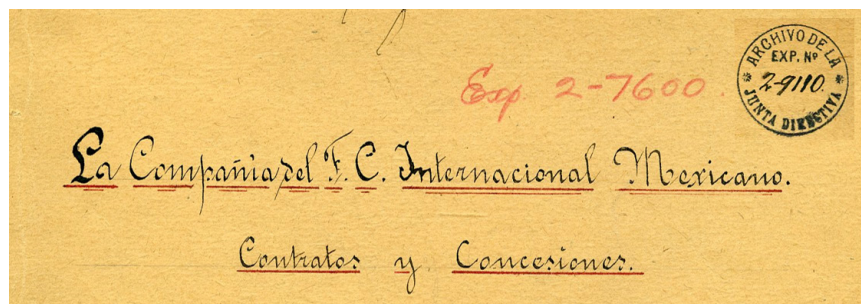 ARCHIVO DE LA
EXP. Nº
2-9110.
JUNTA DIRECTIVA
Exp. 2-7600.
La Compañía del F. C. Internacional Mexicano.
Contratos y Concesiones.